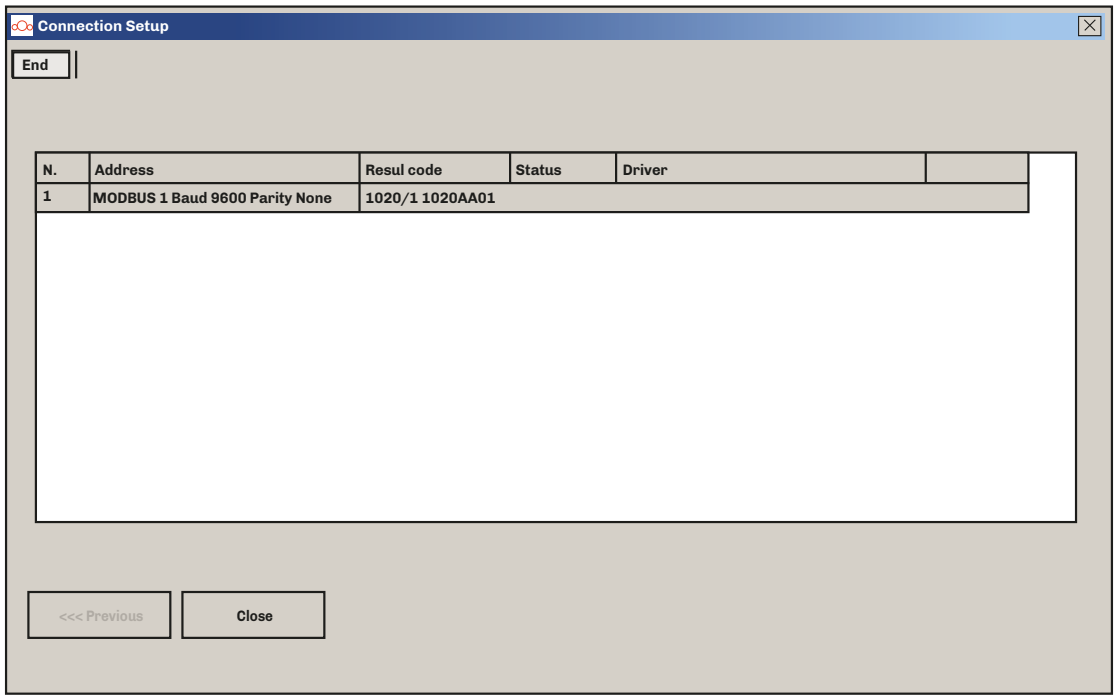 Connection Setup
End
N. Address Resul code Status Driver
1 MODBUS 1 Baud 9600 Parity None 1020/1 1020AA01
<<< Previous Close